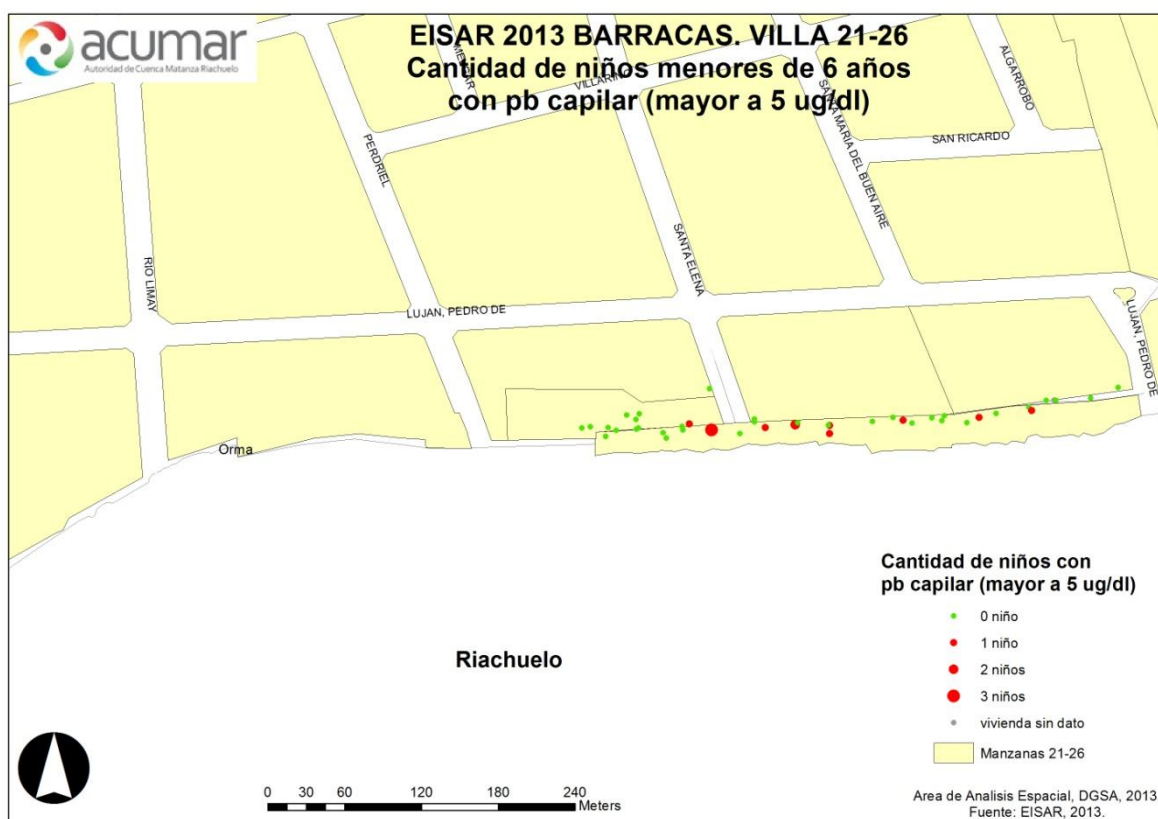 acumar
Autoridad de Cuenca Matanza Riachuelo
EISAR 2013 BARRACAS. VILLA 21-26
Cantidad de niños menores de 6 años
con pb capilar (mayor a 5 ug/dl)
VILLARINO
ALGARROBO
SAN RICARDO
PERDRIEL
SANTA MARIA DEL BUEN AIRE
RIO LIMAY
SANTA ELENA
LUJAN, PEDRO DE
LUJAN, PEDRO DE
Orma
Riachuelo
Cantidad de niños con
pb capilar (mayor a 5 ug/dl)
0 niño
1 niño
2 niños
3 niños
vivienda sin dato
Manzanas 21-26
0 30 60 120 180 240
Meters
Area de Analisis Espacial, DGSA, 2013
Fuente: EISAR, 2013.